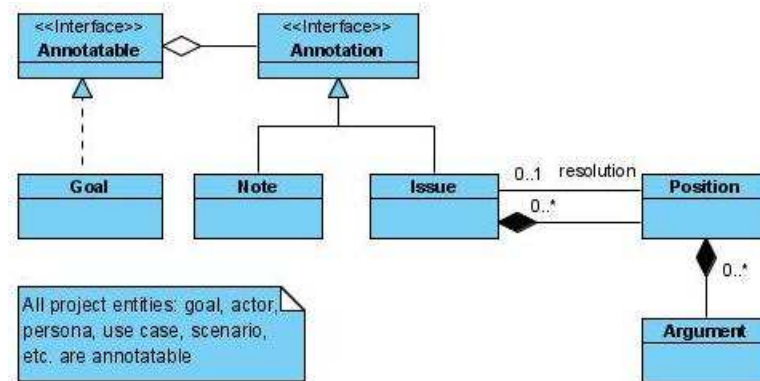 <<Interface>>
Annotatable
<<Interface>>
Annotation
Goal
Note
Issue
0..1 resolution
0..*
Position
0..*
Argument
All project entities: goal, actor,
persona, use case, scenario,
etc. are annotatable